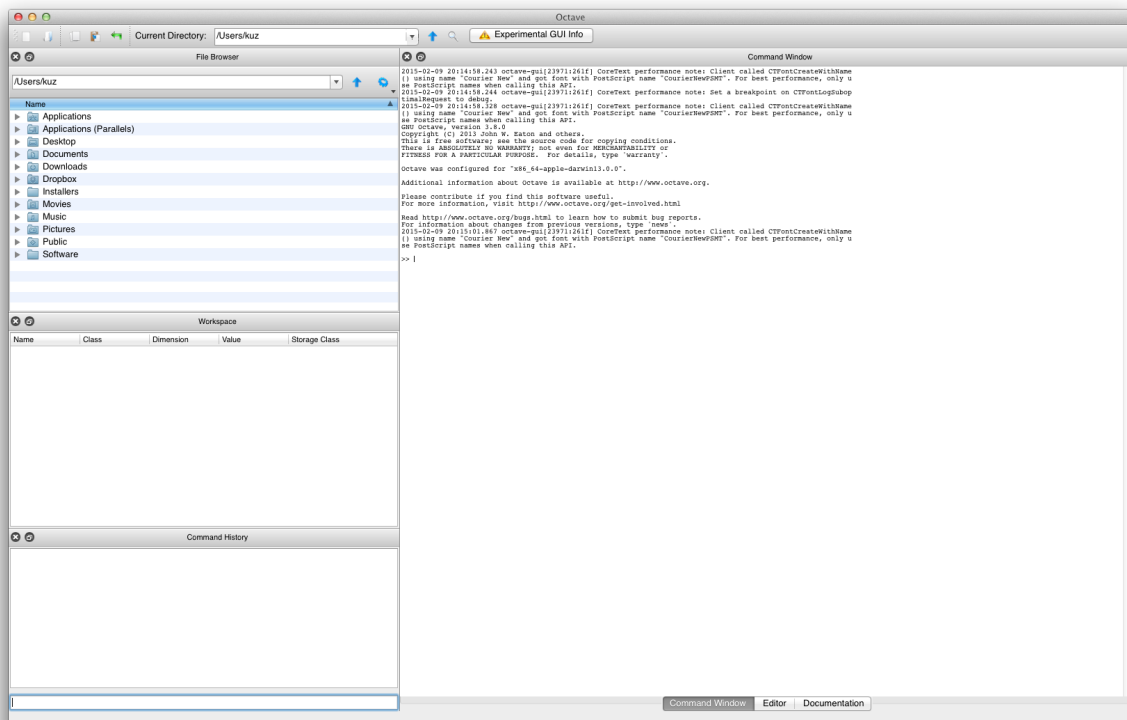 Octave
Current Directory: /Users/kuz Experimental GUI Info
File Browser
/Users/kuz
Name
Applications
Applications (Parallels)
Desktop
Documents
Downloads
Dropbox
Installers
Movies
Music
Pictures
Public
Software
Workspace
Name Class Dimension Value Storage Class
Command History
Command Window
2015-02-09 20:14:58.243 octave-gui[23971:261f] CoreText performance note: Client called CTFontCreateWithName
() using name "Courier New" and got font with PostScript name "CourierNewPSMT". For best performance, only u
se PostScript names when calling this API.
2015-02-09 20:14:58.244 octave-gui[23971:261f] CoreText performance note: Set a breakpoint on CTFontLogSubop
timalRequest to debug.
2015-02-09 20:14:58.328 octave-gui[23971:261f] CoreText performance note: Client called CTFontCreateWithName
() using name "Courier New" and got font with PostScript name "CourierNewPSMT". For best performance, only u
se PostScript names when calling this API.
GNU Octave, version 3.8.0
Copyright (C) 2013 John W. Eaton and others.
This is free software; see the source code for copying conditions.
There is ABSOLUTELY NO WARRANTY; not even for MERCHANTABILITY or
FITNESS FOR A PARTICULAR PURPOSE. For details, type `warranty'.
Octave was configured for "x86_64-apple-darwin13.0.0".
Additional information about Octave is available at http://www.octave.org.
Please contribute if you find this software useful.
For more information, visit http://www.octave.org/get-involved.html
Read http://www.octave.org/bugs.html to learn how to submit bug reports.
For information about changes from previous versions, type `news'.
2015-02-09 20:15:01.867 octave-gui[23971:261f] CoreText performance note: Client called CTFontCreateWithName
() using name "Courier New" and got font with PostScript name "CourierNewPSMT". For best performance, only u
se PostScript names when calling this API.
>>
Command Window Editor Documentation